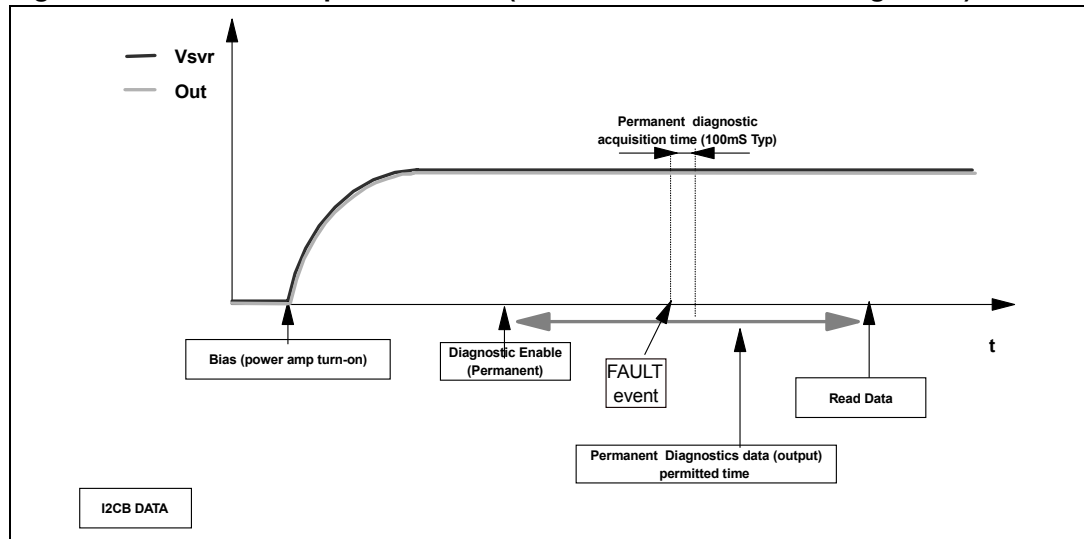 Vsvr
Out
Permanent diagnostic
acquisition time (100mS Typ)
t
Bias (power amp turn-on)
Diagnostic Enable
(Permanent)
FAULT
event
Read Data
Permanent Diagnostics data (output)
permitted time
I2CB DATA